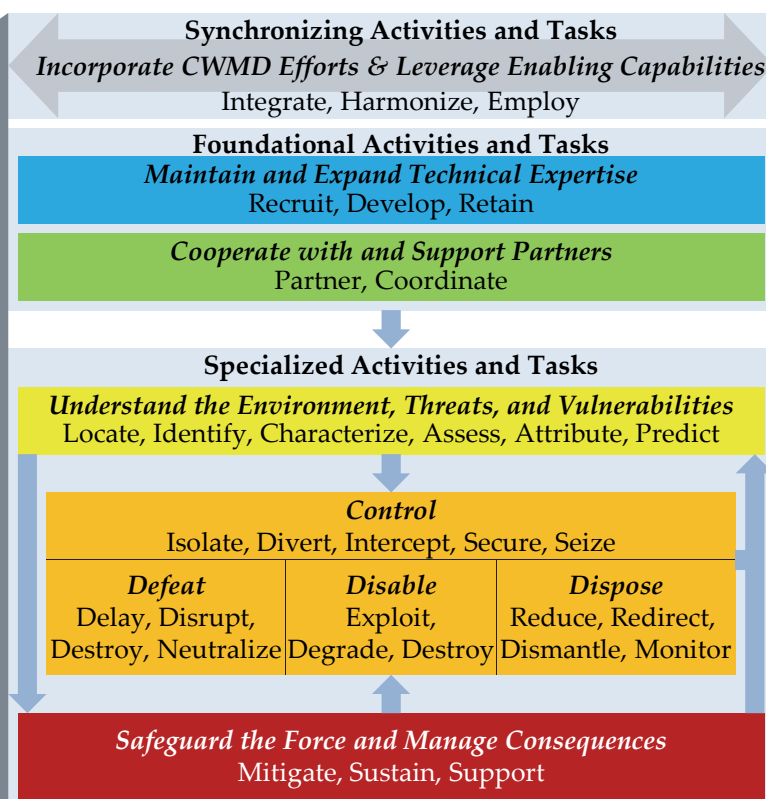 Synchronizing Activities and Tasks
Incorporate CWMD Efforts & Leverage Enabling Capabilities
Integrate, Harmonize, Employ
Foundational Activities and Tasks
Maintain and Expand Technical Expertise
Recruit, Develop, Retain
Cooperate with and Support Partners
Partner, Coordinate
Specialized Activities and Tasks
Understand the Environment, Threats, and Vulnerabilities
Locate, Identify, Characterize, Assess, Attribute, Predict
Control
Isolate, Divert, Intercept, Secure, Seize
Defeat
Delay, Disrupt,
Destroy, Neutralize
Disable
Exploit,
Degrade, Destroy
Dispose
Reduce, Redirect,
Dismantle, Monitor
Safeguard the Force and Manage Consequences
Mitigate, Sustain, Support